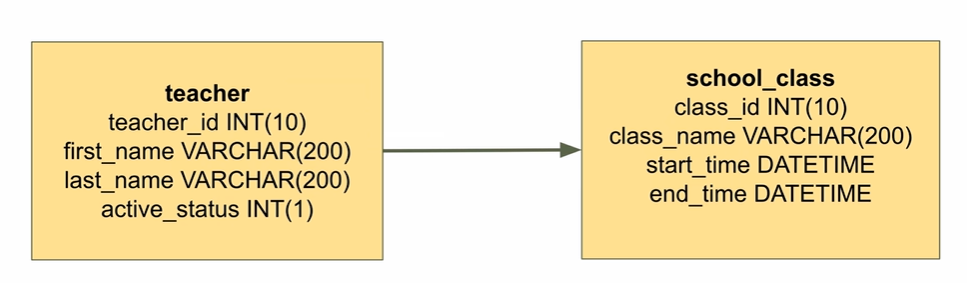 teacher
teacher_id INT(10)
first_name VARCHAR(200)
last_name VARCHAR(200)
active_status INT(1)
school_class
class_id INT(10)
class_name VARCHAR(200)
start_time DATETIME
end_time DATETIME